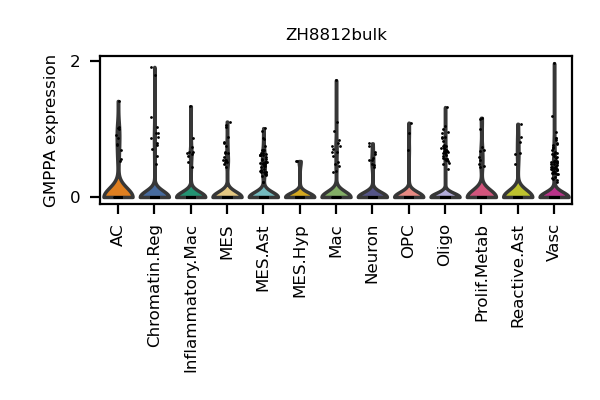 ZH8812bulk
GMPPA expression
2
0
AC
Chromatin.Reg
Inflammatory.Mac
MES
MES.Ast
MES.Hyp
Mac
Neuron
OPC
Oligo
Prolif.Metab
Reactive.Ast
Vasc